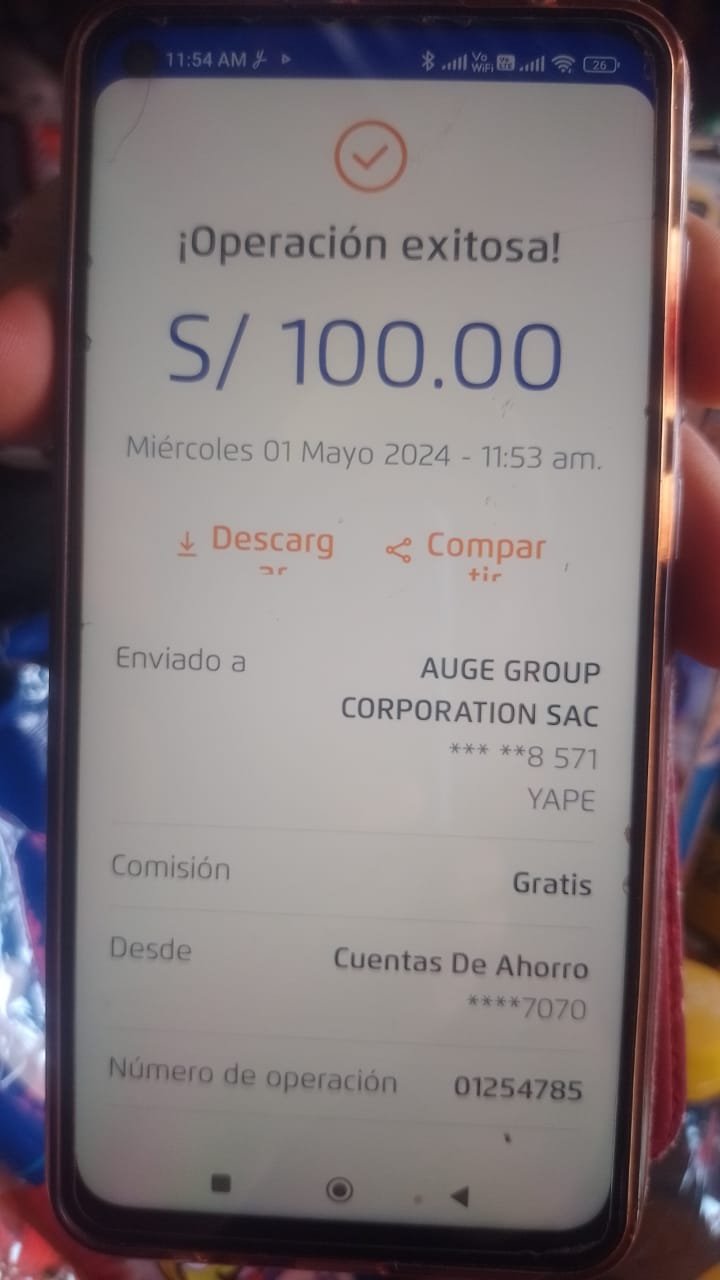 11:54 AM
Vo
WiFi
26
¡Operación exitosa!
S/ 100.00
Miércoles 01 Mayo 2024 - 11:53 am.
Descarg
ar
Compar
tir
Enviado a
AUGE GROUP
CORPORATION SAC
*** **8 571
YAPE
Comisión
Gratis
Desde
Cuentas De Ahorro
****7070
Número de operación
01254785